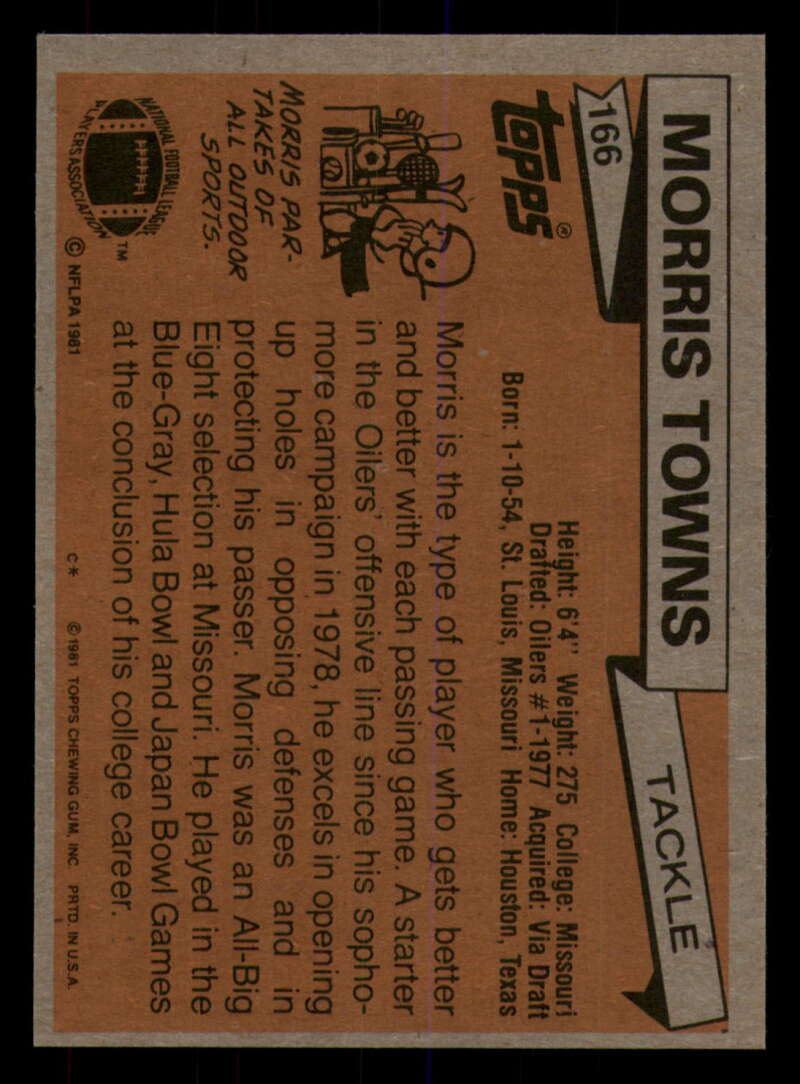 MORRIS TOWNS
TACKLE
166
topps®
Height: 6'4" Weight: 275 College: Missouri
Drafted: Oilers #1-1977 Acquired: Via Draft
Born: 1-10-54, St. Louis, Missouri Home: Houston, Texas
Morris is the type of player who gets better
and better with each passing game. A starter
in the Oilers' offensive line since his sopho-
more campaign in 1978, he excels in opening
up holes in opposing defenses and in
protecting his passer. Morris was an All-Big
Eight selection at Missouri. He played in the
Blue-Gray, Hula Bowl and Japan Bowl Games
at the conclusion of his college career.
MORRIS PAR-
TAKES OF
ALL OUTDOOR
SPORTS.
NATIONAL FOOTBALL LEAGUE
PLAYERS ASSOCIATION
TM
© NFLPA 1981
C* ©1981 TOPPS CHEWING GUM, INC. PRTD. IN U.S.A.